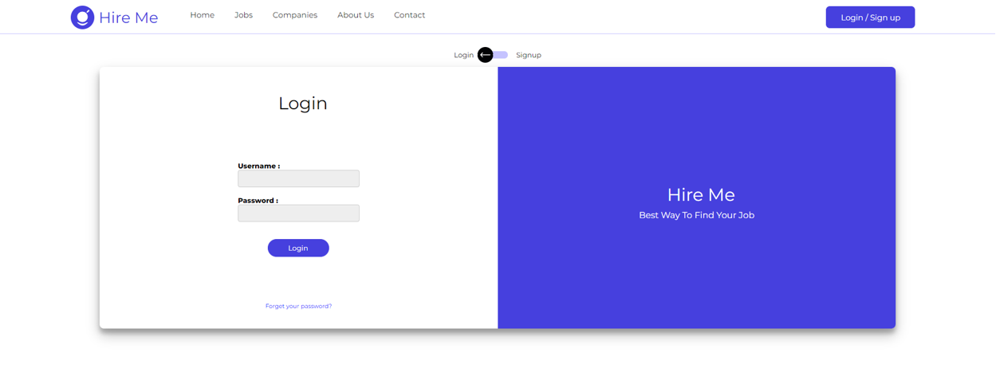 Hire Me Home Jobs Companies About Us Contact Login / Sign up
Login Signup
Login
Username :
Password :
Login
Forget your password?
Hire Me
Best Way To Find Your Job